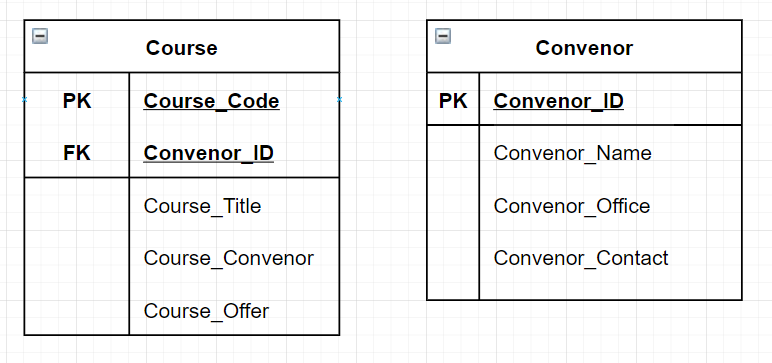 Course
PK Course_Code
FK Convenor_ID
Course_Title
Course_Convenor
Course_Offer
Convenor
PK Convenor_ID
Convenor_Name
Convenor_Office
Convenor_Contact